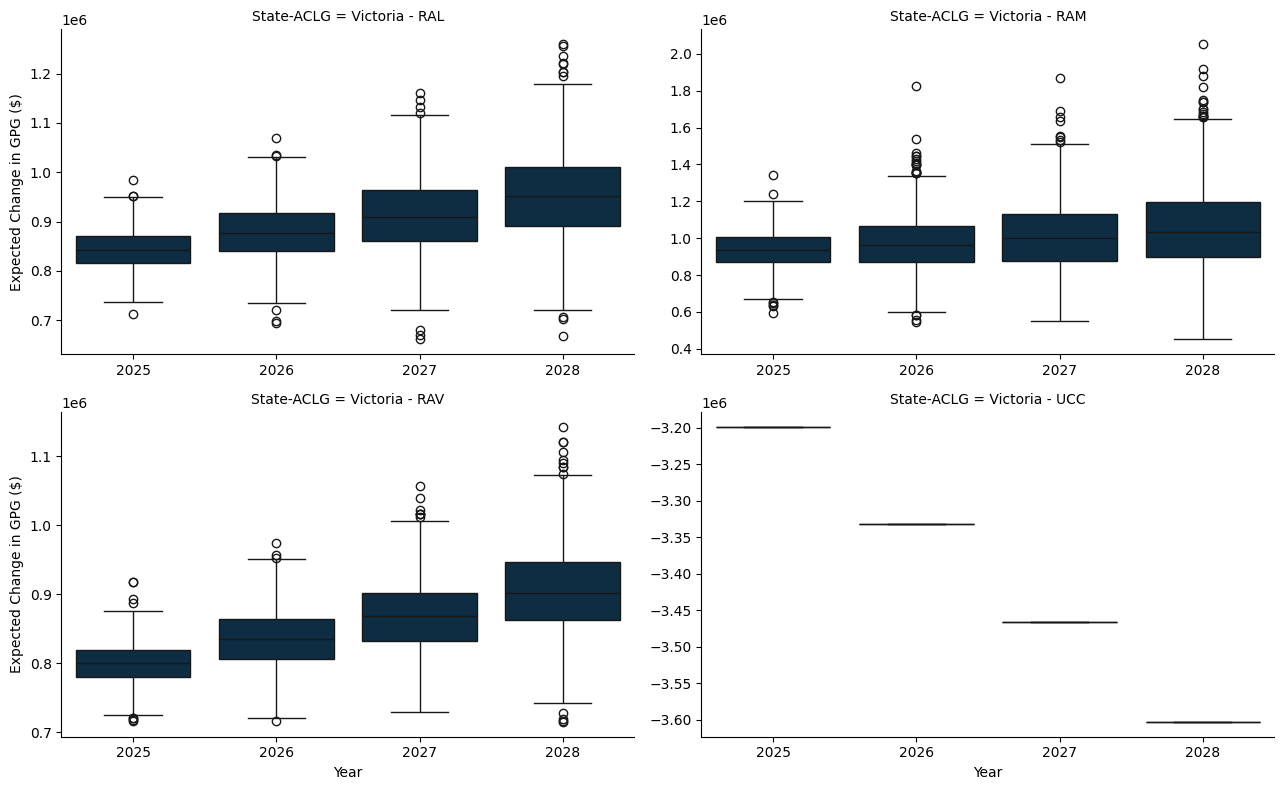 State-ACLG = Victoria - RAL
1e6
Expected Change in GPG ($)
1.2
1.1
1.0
0.9
0.8
0.7
2025 2026 2027 2028
State-ACLG = Victoria - RAM
1e6
2.0
1.8
1.6
1.4
1.2
1.0
0.8
0.6
0.4
2025 2026 2027 2028
State-ACLG = Victoria - RAV
1e6
Expected Change in GPG ($)
1.1
1.0
0.9
0.8
0.7
2025 2026 2027 2028
Year
State-ACLG = Victoria - UCC
1e6
−3.20
−3.25
−3.30
−3.35
−3.40
−3.45
−3.50
−3.55
−3.60
2025 2026 2027 2028
Year